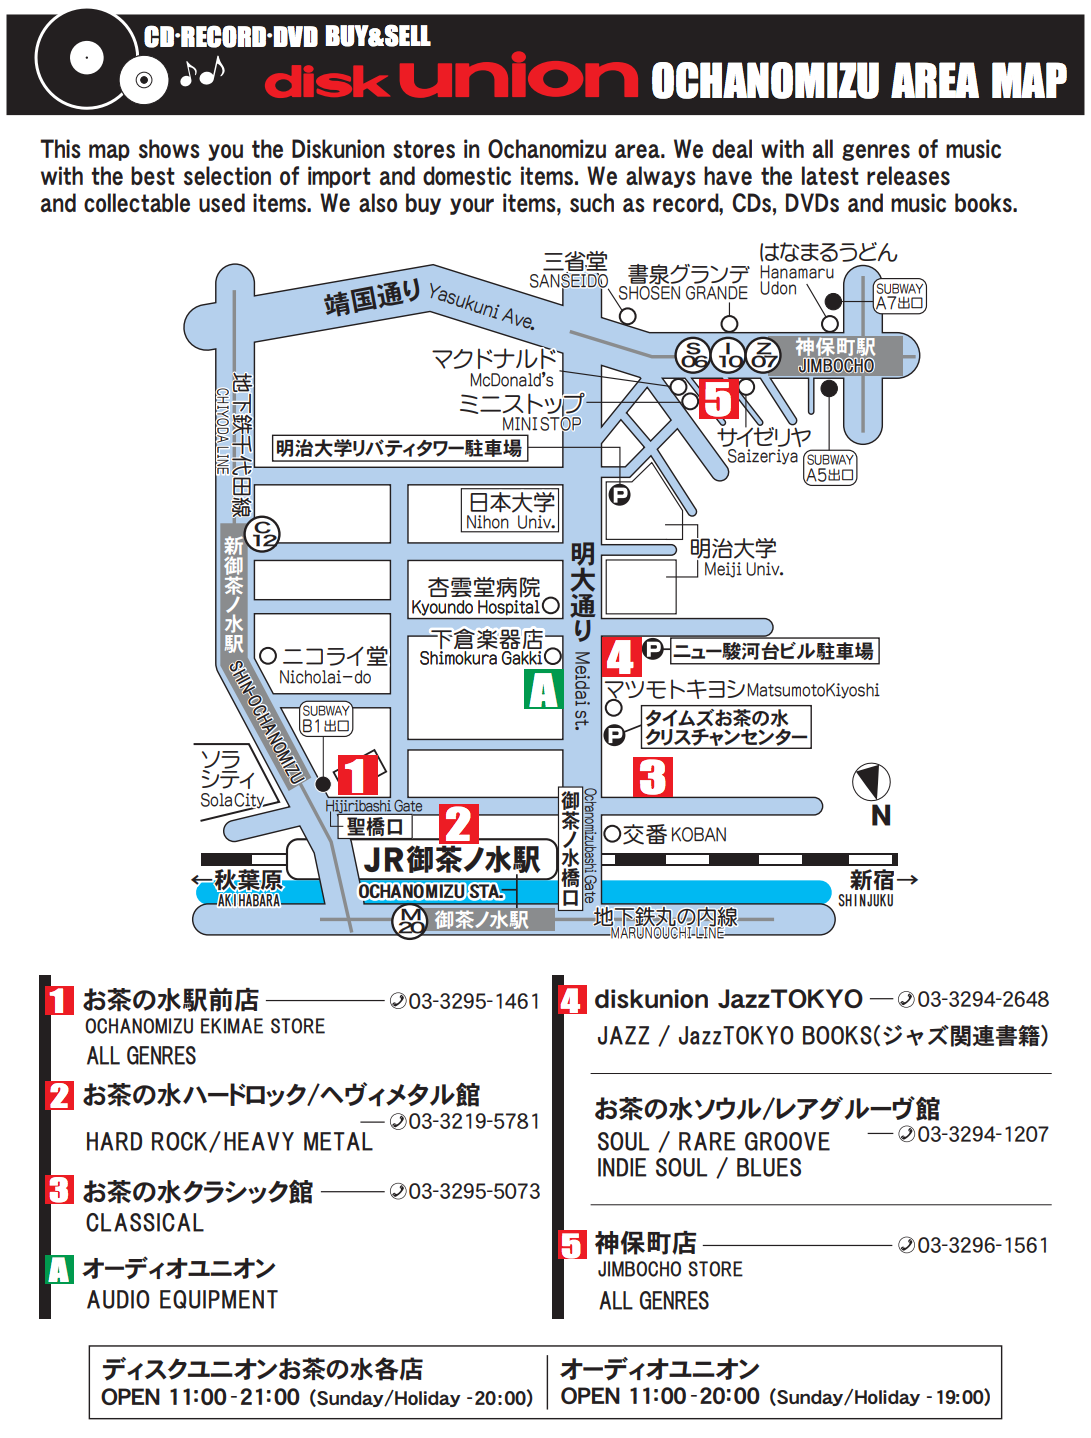 CD·RECORD·DVD BUY&SELL
disk union OCHANOMIZU AREA MAP
This map shows you the Diskunion stores in Ochanomizu area. We deal with all genres of music
with the best selection of import and domestic items. We always have the latest releases
and collectable used items. We also buy your items, such as record, CDs, DVDs and music books.
はなまるうどん
Hanamaru
Udon
三省堂
SANSEIDO
書泉グランデ
SHOSEN GRANDE
SUBWAY
A7出口
靖国通り Yasukuni Ave.
S
06
I
10
Z
07
神保町駅
JIMBOCHO
マクドナルド
McDonald's
ミニストップ
MINISTOP
5
サイゼリヤ
Saizeriya
SUBWAY
A5出口
地下鉄千代田線
CHIYODA LINE
明治大学リバティタワー駐車場
P
日本大学
Nihon Univ.
C
12
新御茶ノ水駅
SHIN-OCHANOMIZU
明治大学
Meiji Univ.
明大通り
Meidai st.
杏雲堂病院
Kyoundo Hospital
下倉楽器店
Shimokura Gakki
ニコライ堂
Nicholai-do
4
P
ニュー駿河台ビル駐車場
A
マツモトキヨシ MatsumotoKiyoshi
P
タイムズお茶の水
クリスチャンセンター
SUBWAY
B1出口
ソラ
シティ
SolaCity
1
3
Hijiribashi Gate
聖橋口
2
御茶ノ水橋口
Ochanomizubashi Gate
交番 KOBAN
N
JR御茶ノ水駅
OCHANOMIZU STA.
←秋葉原
AKIHABARA
新宿→
SHINJUKU
M
20
御茶ノ水駅
地下鉄丸の内線
MARUNOUCHI-LINE
1 お茶の水駅前店 03-3295-1461
OCHANOMIZU EKIMAE STORE
ALL GENRES
2 お茶の水ハードロック/ヘヴィメタル館
03-3219-5781
HARD ROCK/HEAVY METAL
3 お茶の水クラシック館 03-3295-5073
CLASSICAL
A オーディオユニオン
AUDIO EQUIPMENT
4 diskunion JazzTOKYO 03-3294-2648
JAZZ / JazzTOKYO BOOKS(ジャズ関連書籍)
お茶の水ソウル/レアグルーヴ館
03-3294-1207
SOUL / RARE GROOVE
INDIE SOUL / BLUES
5 神保町店 03-3296-1561
JIMBOCHO STORE
ALL GENRES
ディスクユニオンお茶の水各店
OPEN 11:00-21:00 (Sunday/Holiday -20:00)
オーディオユニオン
OPEN 11:00-20:00 (Sunday/Holiday -19:00)